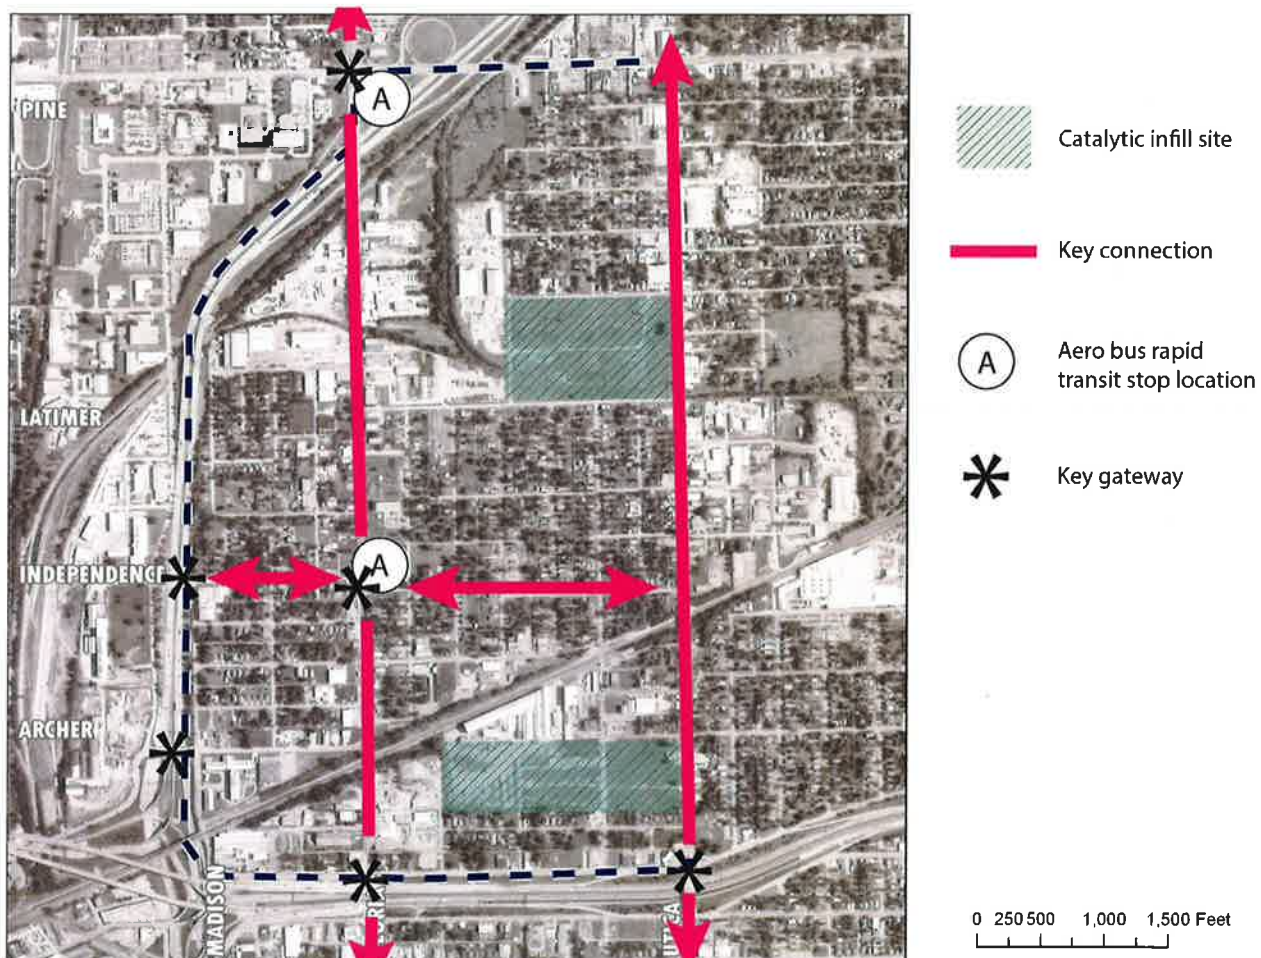 PINE
A
LATIMER
INDEPENDENCE
A
ARCHER
MADISON
Catalytic infill site
Key connection
A
Aero bus rapid
transit stop location
Key gateway
0 250 500 1,000 1,500 Feet